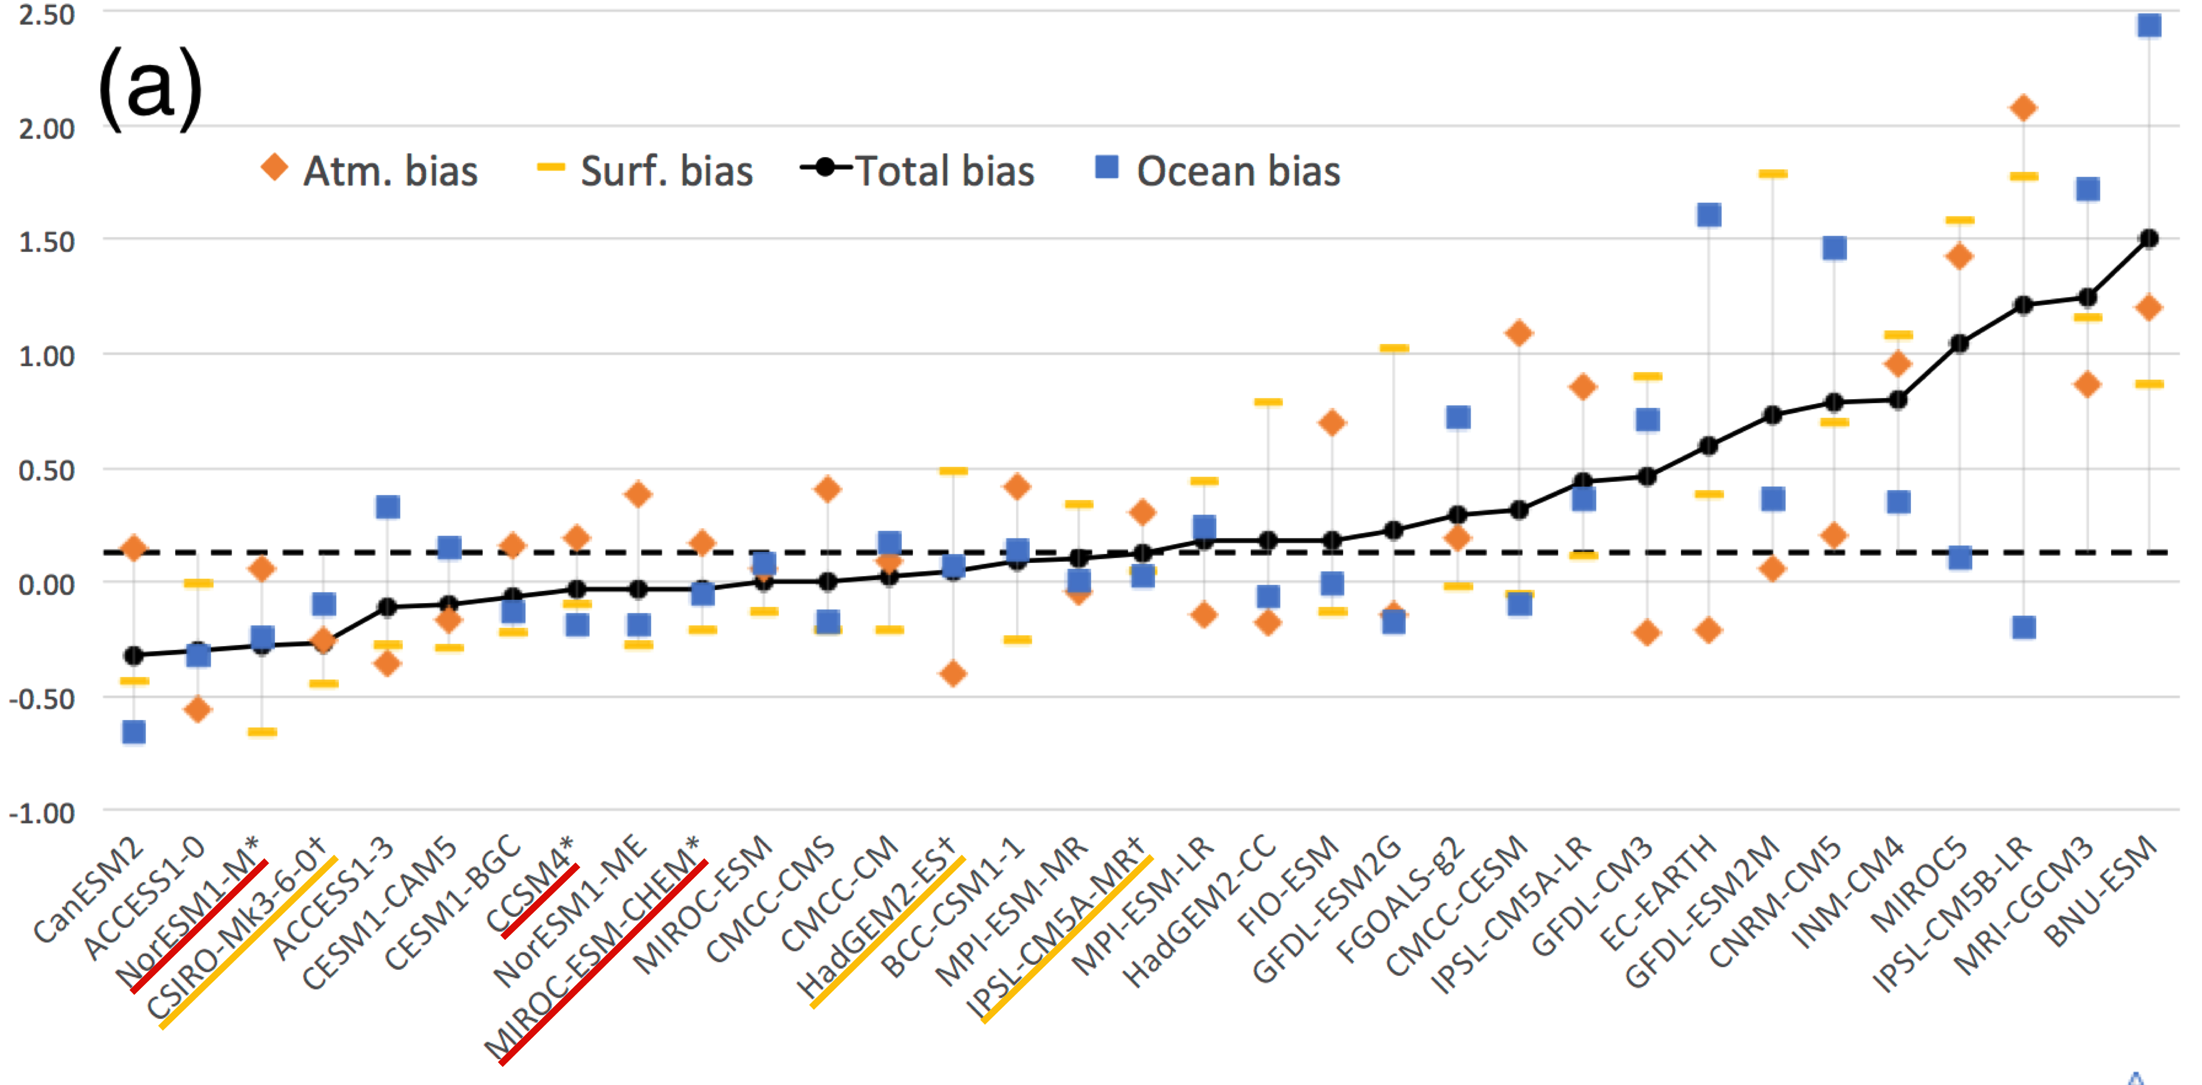 2.50
(a)
2.00
Atm. bias Surf. bias Total bias Ocean bias
1.50
1.00
0.50
0.00
-0.50
-1.00
CanESM2
ACCESS1-0
NorESM1-M*
CSIRO-Mk3-6-0†
ACCESS1-3
CESM1-CAM5
CESM1-BGC
CCSM4*
NorESM1-ME
MIROC-ESM-CHEM*
MIROC-ESM
CMCC-CMS
CMCC-CM
HadGEM2-ES†
BCC-CSM1-1
MPI-ESM-MR
IPSL-CM5A-MR†
MPI-ESM-LR
HadGEM2-CC
FIO-ESM
GFDL-ESM2G
FGOALS-g2
CMCC-CESM
IPSL-CM5A-LR
GFDL-CM3
EC-EARTH
GFDL-ESM2M
CNRM-CM5
INM-CM4
MIROC5
IPSL-CM5B-LR
MRI-CGCM3
BNU-ESM